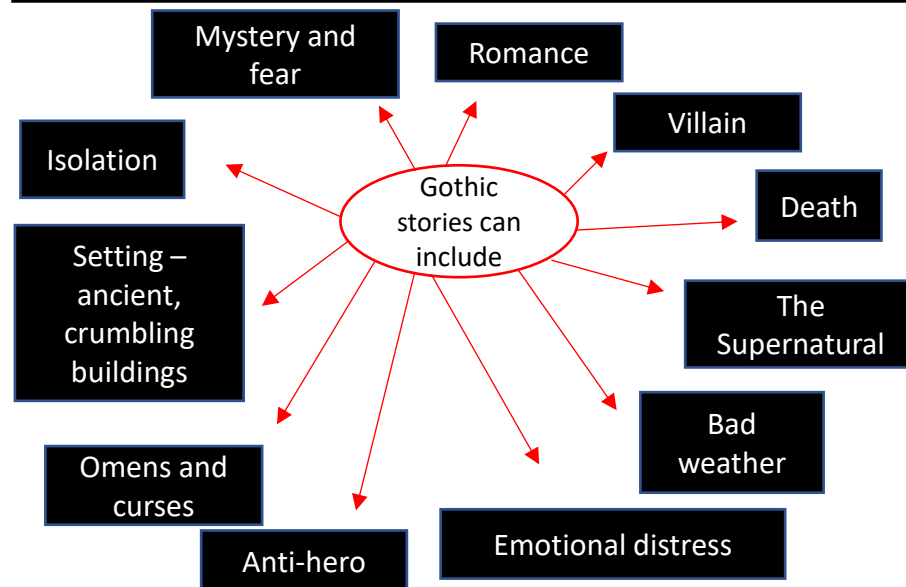 Mystery and
fear
Romance
Villain
Isolation
Gothic
stories can
include
Death
Setting –
ancient,
crumbling
buildings
The
Supernatural
Bad
weather
Omens and
curses
Anti-hero
Emotional distress